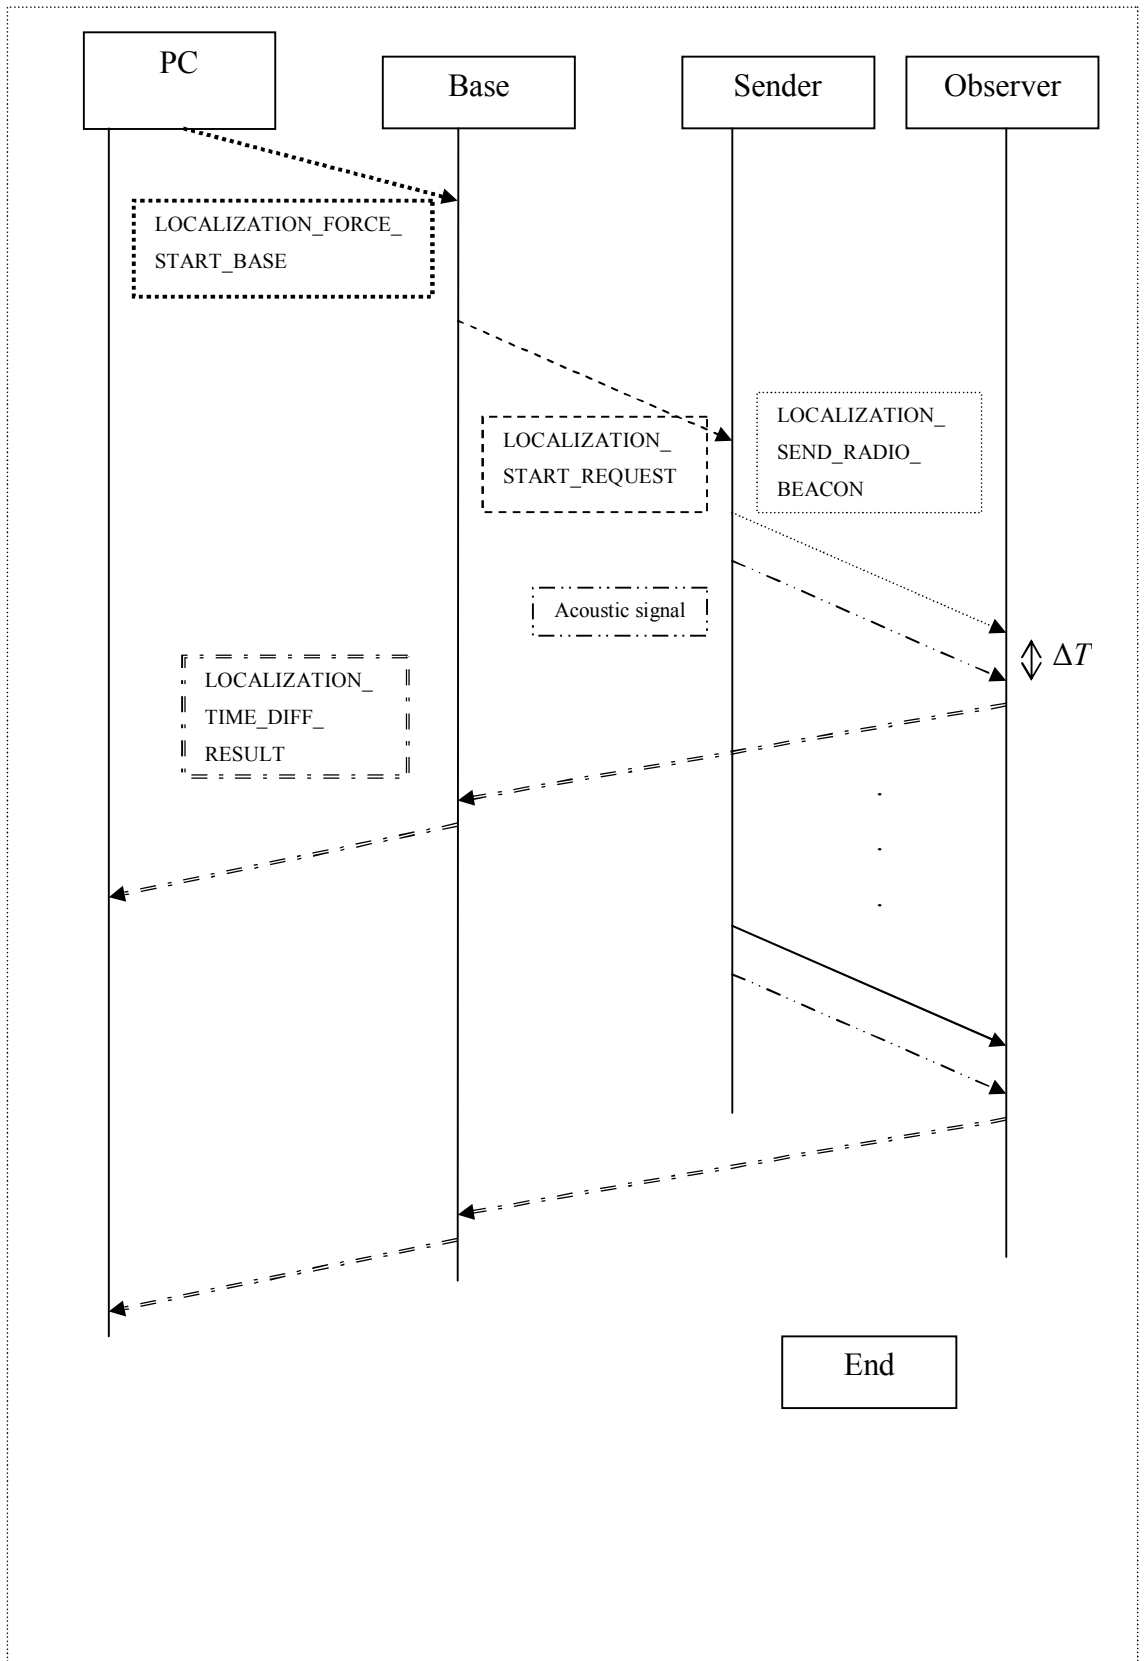 PC
Base
Sender
Observer
LOCALIZATION_FORCE_
START_BASE
LOCALIZATION_
START_REQUEST
LOCALIZATION_
SEND_RADIO_
BEACON
Acoustic signal
ΔT
LOCALIZATION_
TIME_DIFF_
RESULT
.
.
.
End